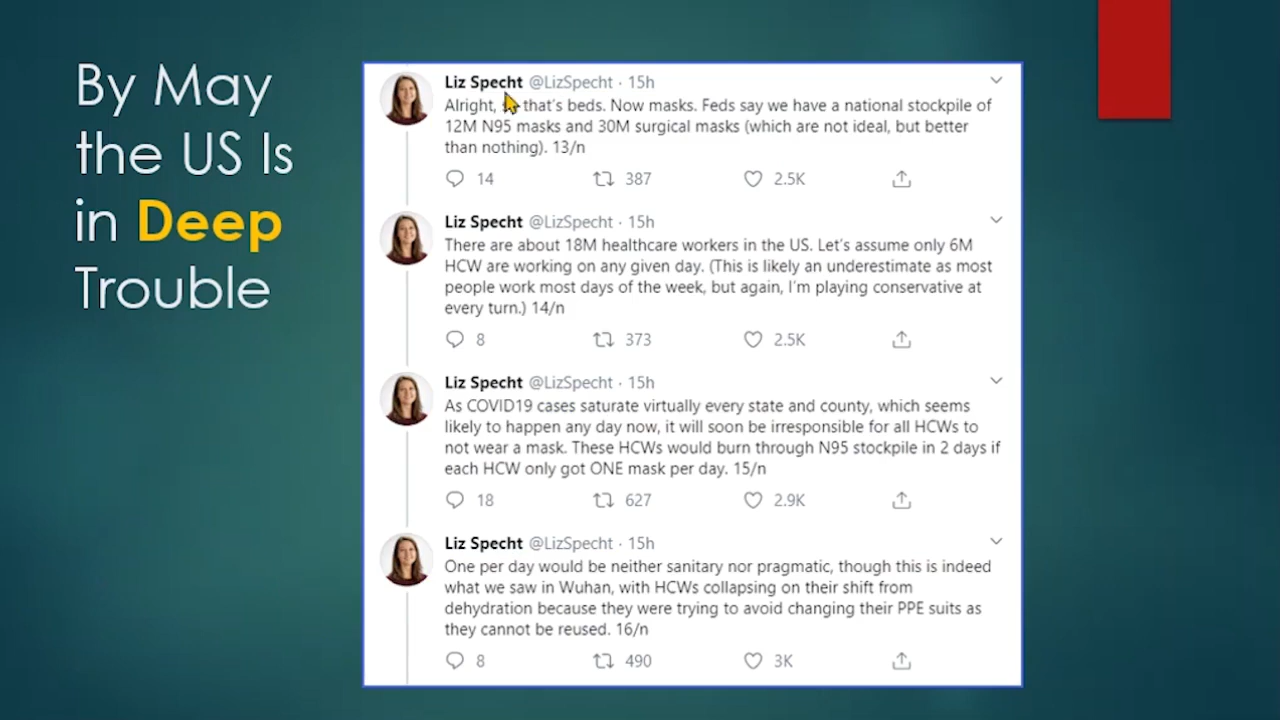 By May
the US Is
in Deep
Trouble
Liz Specht @LizSpecht · 15h
Alright, that's beds. Now masks. Feds say we have a national stockpile of
12M N95 masks and 30M surgical masks (which are not ideal, but better
than nothing). 13/n
14 387 2.5K
Liz Specht @LizSpecht · 15h
There are about 18M healthcare workers in the US. Let's assume only 6M
HCW are working on any given day. (This is likely an underestimate as most
people work most days of the week, but again, I'm playing conservative at
every turn.) 14/n
8 373 2.5K
Liz Specht @LizSpecht · 15h
As COVID19 cases saturate virtually every state and county, which seems
likely to happen any day now, it will soon be irresponsible for all HCWs to
not wear a mask. These HCWs would burn through N95 stockpile in 2 days if
each HCW only got ONE mask per day. 15/n
18 627 2.9K
Liz Specht @LizSpecht · 15h
One per day would be neither sanitary nor pragmatic, though this is indeed
what we saw in Wuhan, with HCWs collapsing on their shift from
dehydration because they were trying to avoid changing their PPE suits as
they cannot be reused. 16/n
8 490 3K